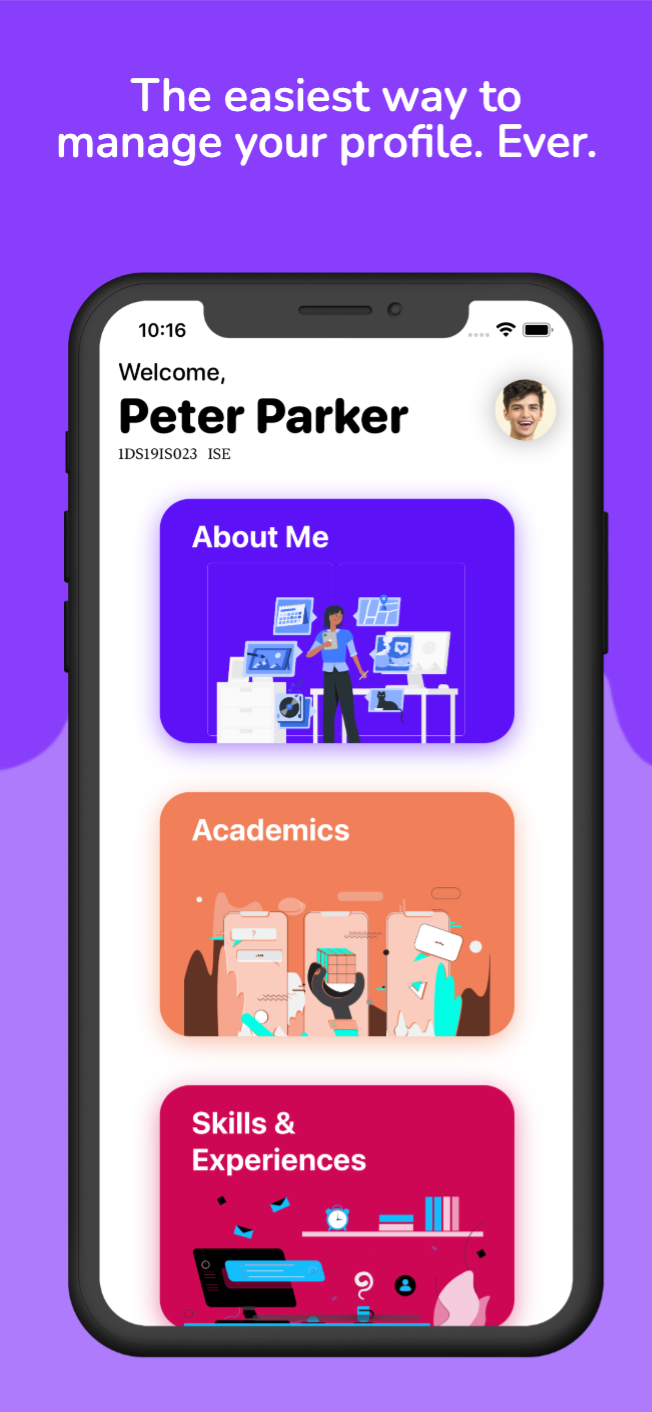 The easiest way to
manage your profile. Ever.
10:16
Welcome,
Peter Parker
1DS19IS023 ISE
About Me
Academics
?
Skills &
Experiences